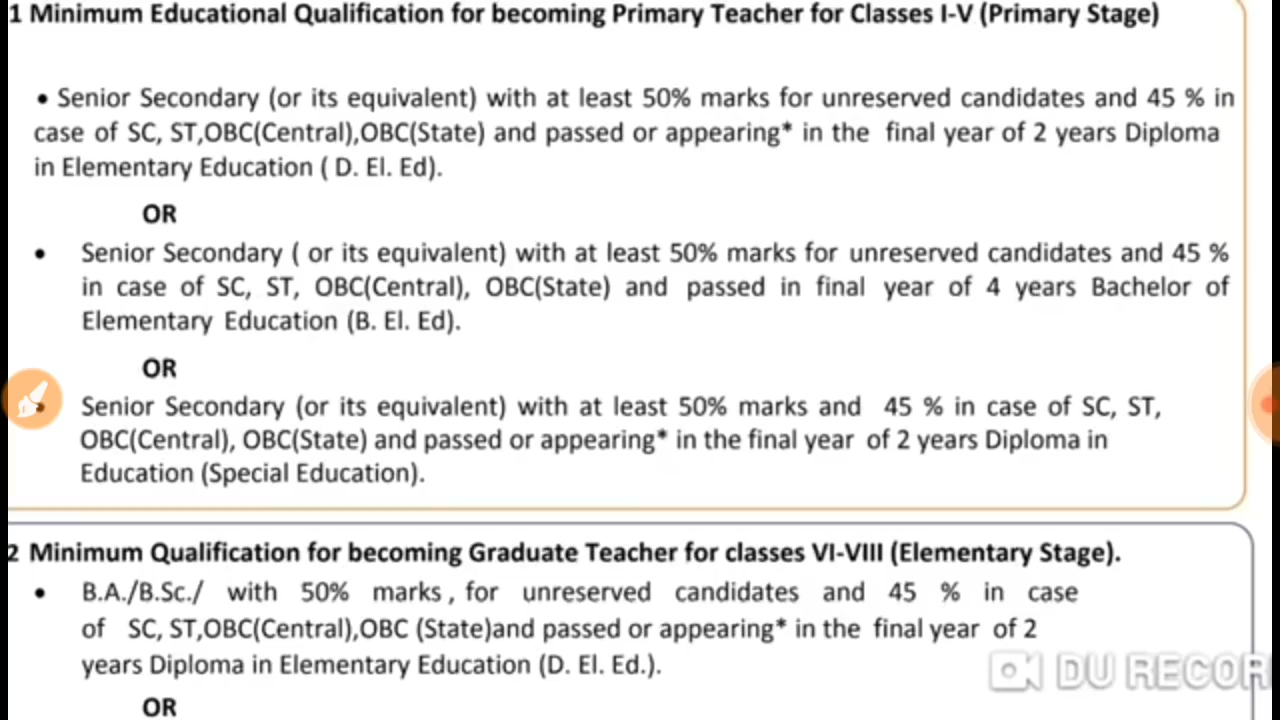 1 Minimum Educational Qualification for becoming Primary Teacher for Classes I-V (Primary Stage)
• Senior Secondary (or its equivalent) with at least 50% marks for unreserved candidates and 45 % in
case of SC, ST,OBC(Central),OBC(State) and passed or appearing* in the final year of 2 years Diploma
in Elementary Education ( D. El. Ed).
OR
• Senior Secondary ( or its equivalent) with at least 50% marks for unreserved candidates and 45 %
in case of SC, ST, OBC(Central), OBC(State) and passed in final year of 4 years Bachelor of
Elementary Education (B. El. Ed).
OR
• Senior Secondary (or its equivalent) with at least 50% marks and 45 % in case of SC, ST,
OBC(Central), OBC(State) and passed or appearing* in the final year of 2 years Diploma in
Education (Special Education).
2 Minimum Qualification for becoming Graduate Teacher for classes VI-VIII (Elementary Stage).
• B.A./B.Sc./ with 50% marks, for unreserved candidates and 45 % in case
of SC, ST,OBC(Central),OBC (State)and passed or appearing* in the final year of 2
years Diploma in Elementary Education (D. El. Ed.).
OR
DU RECOR